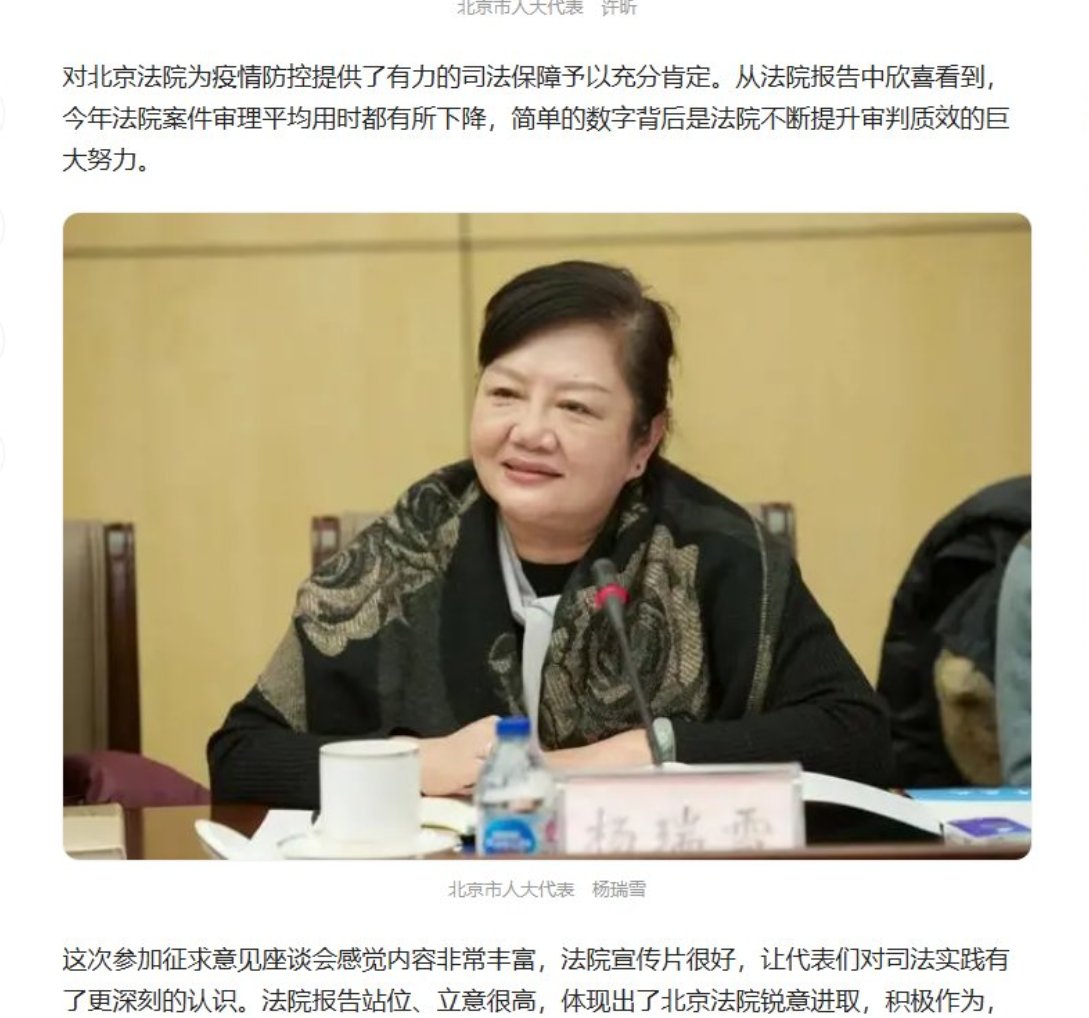 北京市人大代表 许昕
对北京法院为疫情防控提供了有力的司法保障予以充分肯定。从法院报告中欣喜看到，
今年法院案件审理平均用时都有所下降，简单的数字背后是法院不断提升审判质效的巨
大努力。
杨瑞雪
北京市人大代表 杨瑞雪
这次参加征求意见座谈会感觉内容非常丰富，法院宣传片很好，让代表们对司法实践有
了更深刻的认识。法院报告站位、立意很高，体现出了北京法院锐意进取，积极作为，